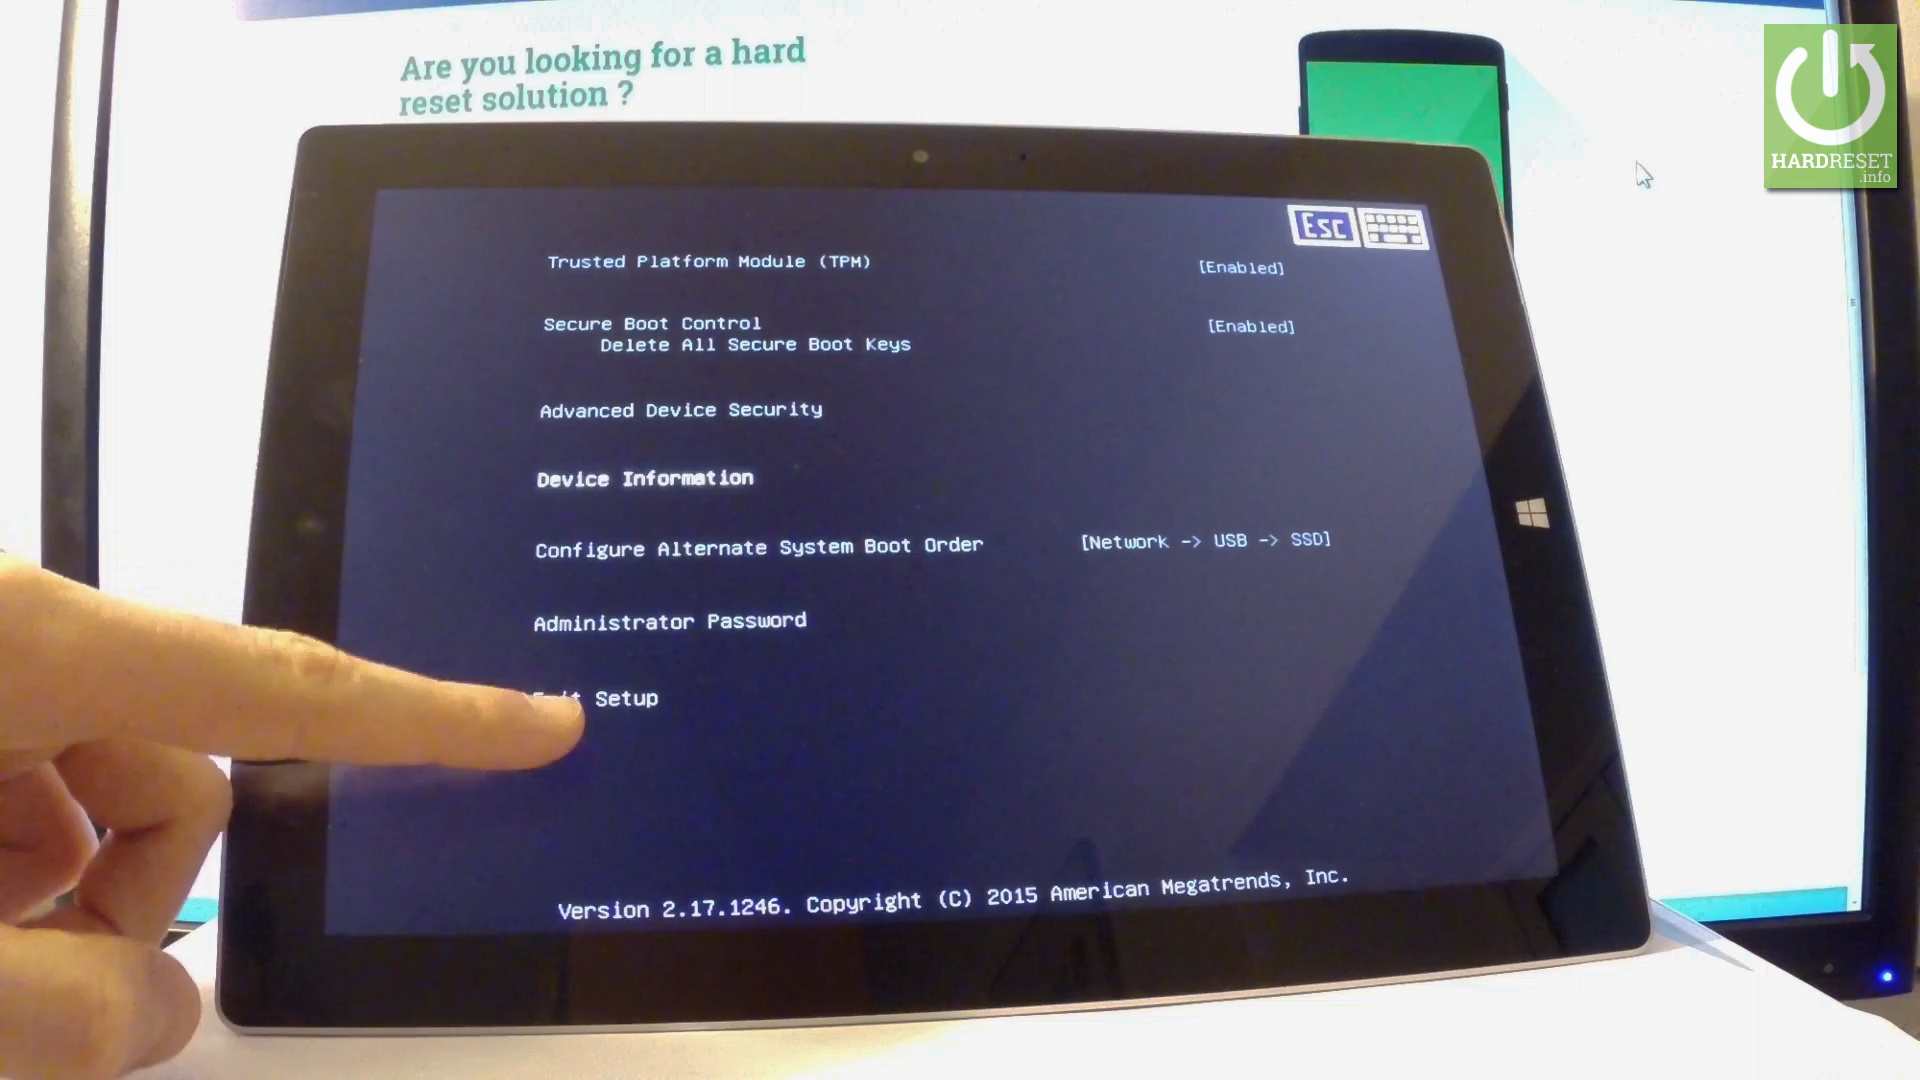 Are you looking for a hard
reset solution ?
HARDRESET
.info
Esc
Trusted Platform Module (TPM) [Enabled]
Secure Boot Control [Enabled]
Delete All Secure Boot Keys
Advanced Device Security
Device Information
Configure Alternate System Boot Order [Network -> USB -> SSD]
Administrator Password
Setup
Version 2.17.1246. Copyright (C) 2015 American Megatrends, Inc.